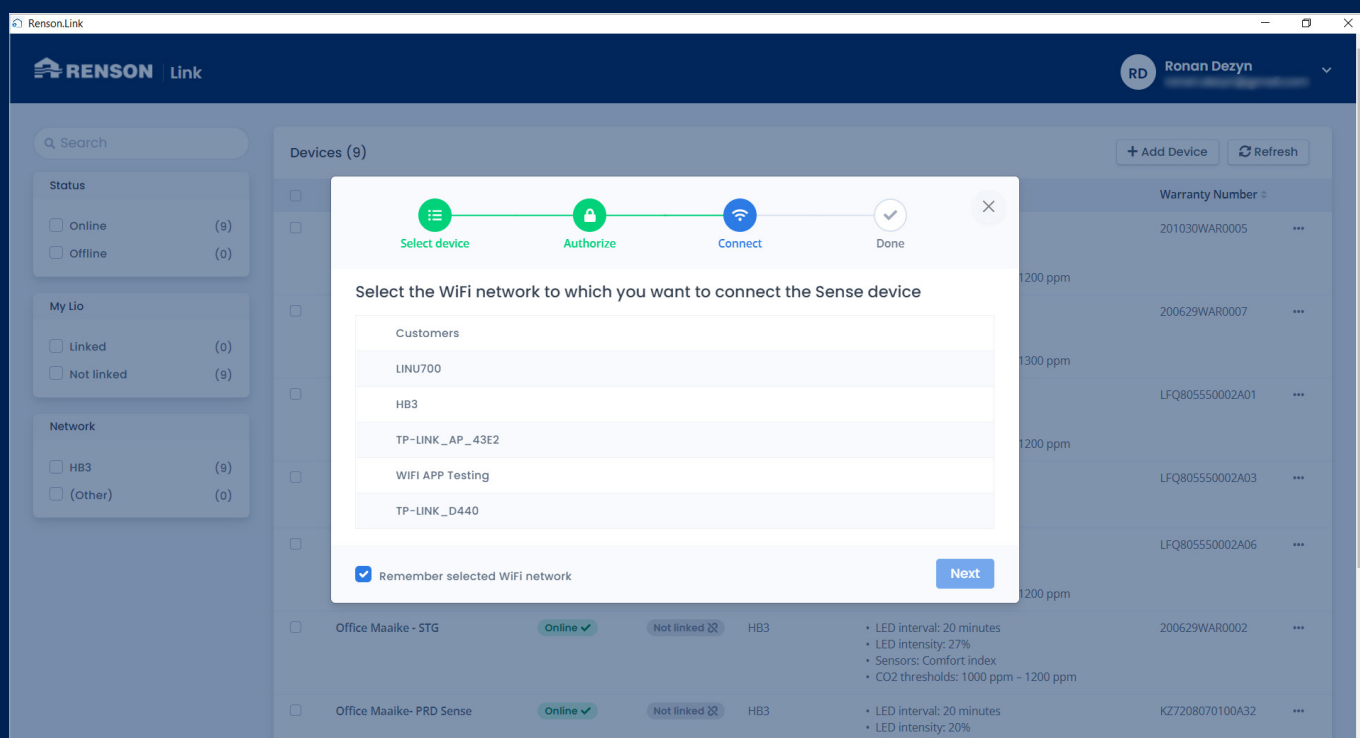 Renson.Link
RENSON Link
RD
Ronan Dezyn
Search
Status
Online (9)
Offline (0)
My Lio
Linked (0)
Not linked (9)
Network
HB3 (9)
(Other) (0)
Devices (9)
+ Add Device
Refresh
Warranty Number
201030WAR0005
1200 ppm
200629WAR0007
1300 ppm
LFQ805550002A01
1200 ppm
LFQ805550002A03
LFQ805550002A06
1200 ppm
Select device
Authorize
Connect
Done
Select the WiFi network to which you want to connect the Sense device
Customers
LINU700
HB3
TP-LINK_AP_43E2
WIFI APP Testing
TP-LINK_D440
Remember selected WiFi network
Next
Office Maaike - STG Online Not linked HB3 • LED interval: 20 minutes 200629WAR0002
• LED intensity: 27%
• Sensors: Comfort index
• CO2 thresholds: 1000 ppm – 1200 ppm
Office Maaike- PRD Sense Online Not linked HB3 • LED interval: 20 minutes KZ7208070100A32
• LED intensity: 20%